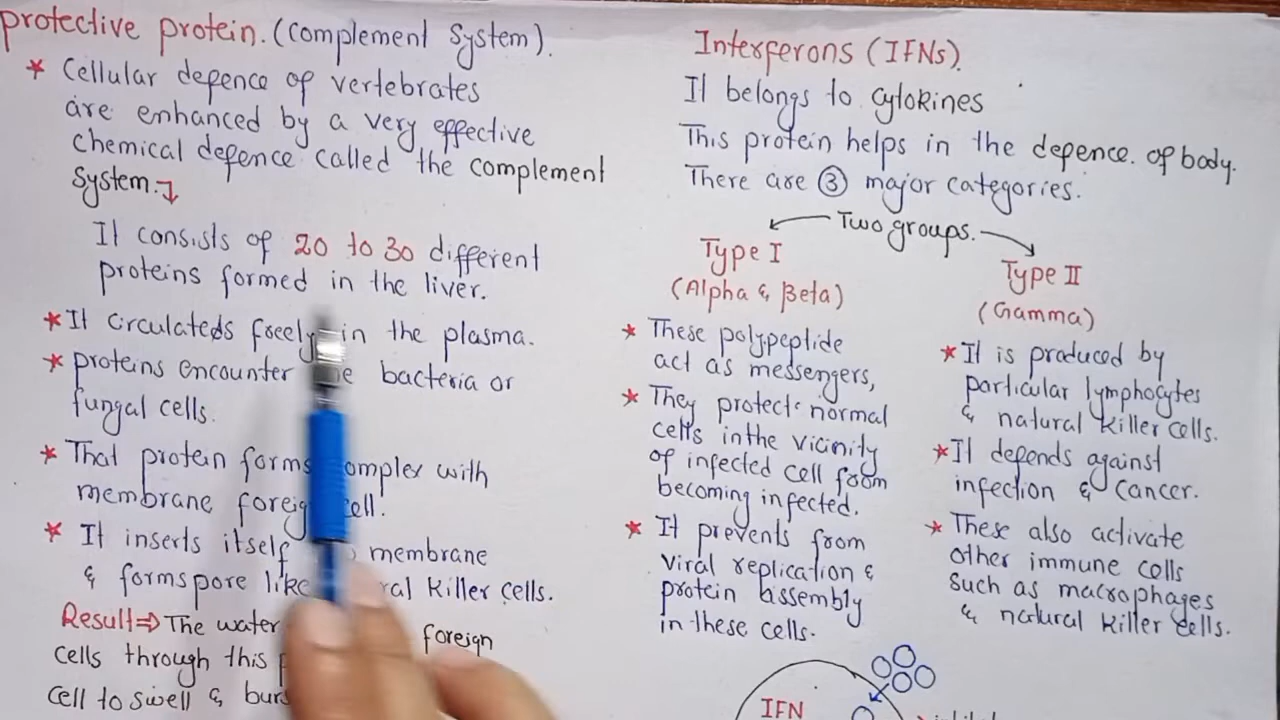 protective protein. (complement System).
* Cellular depence of vertebrates
are enhanced by a very effective
chemical depence called the complement
System.
It consists of 20 to 30 different
proteins formed in the liver.
* It circulateds freely in the plasma.
* proteins encounter bacteria or
fungal cells.
* That protein forms complex with
membrane foreign cell.
* It inserts itself membrane
& forms pore like killer cells.
Result⇒ The water foreign
cells through this
cell to swell &
Interferons (IFNs).
It belongs to cytokines
This protein helps in the depence. of body.
There are ③ major categories.
Two groups.
Type I
(Alpha & Beta)
* These polypeptide
act as messengers,
* They protect normal
cells inthe vicinity
of infected cell from
becoming infected.
* It prevents from
viral replication &
protein assembly
in these cells.
Type II
(Gamma)
* It is produced by
particular lymphocytes
& natural killer cells.
* It depends against
infection & cancer.
* These also activate
other immune cells
such as macrophages
& natural killer cells.
IFN